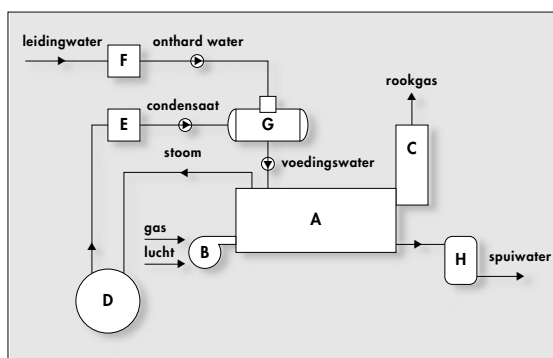 leidingwater
onthard water
F
rookgas
condensaat
E
G
C
stoom
voedingswater
A
gas
lucht
B
H
spuiwater
D